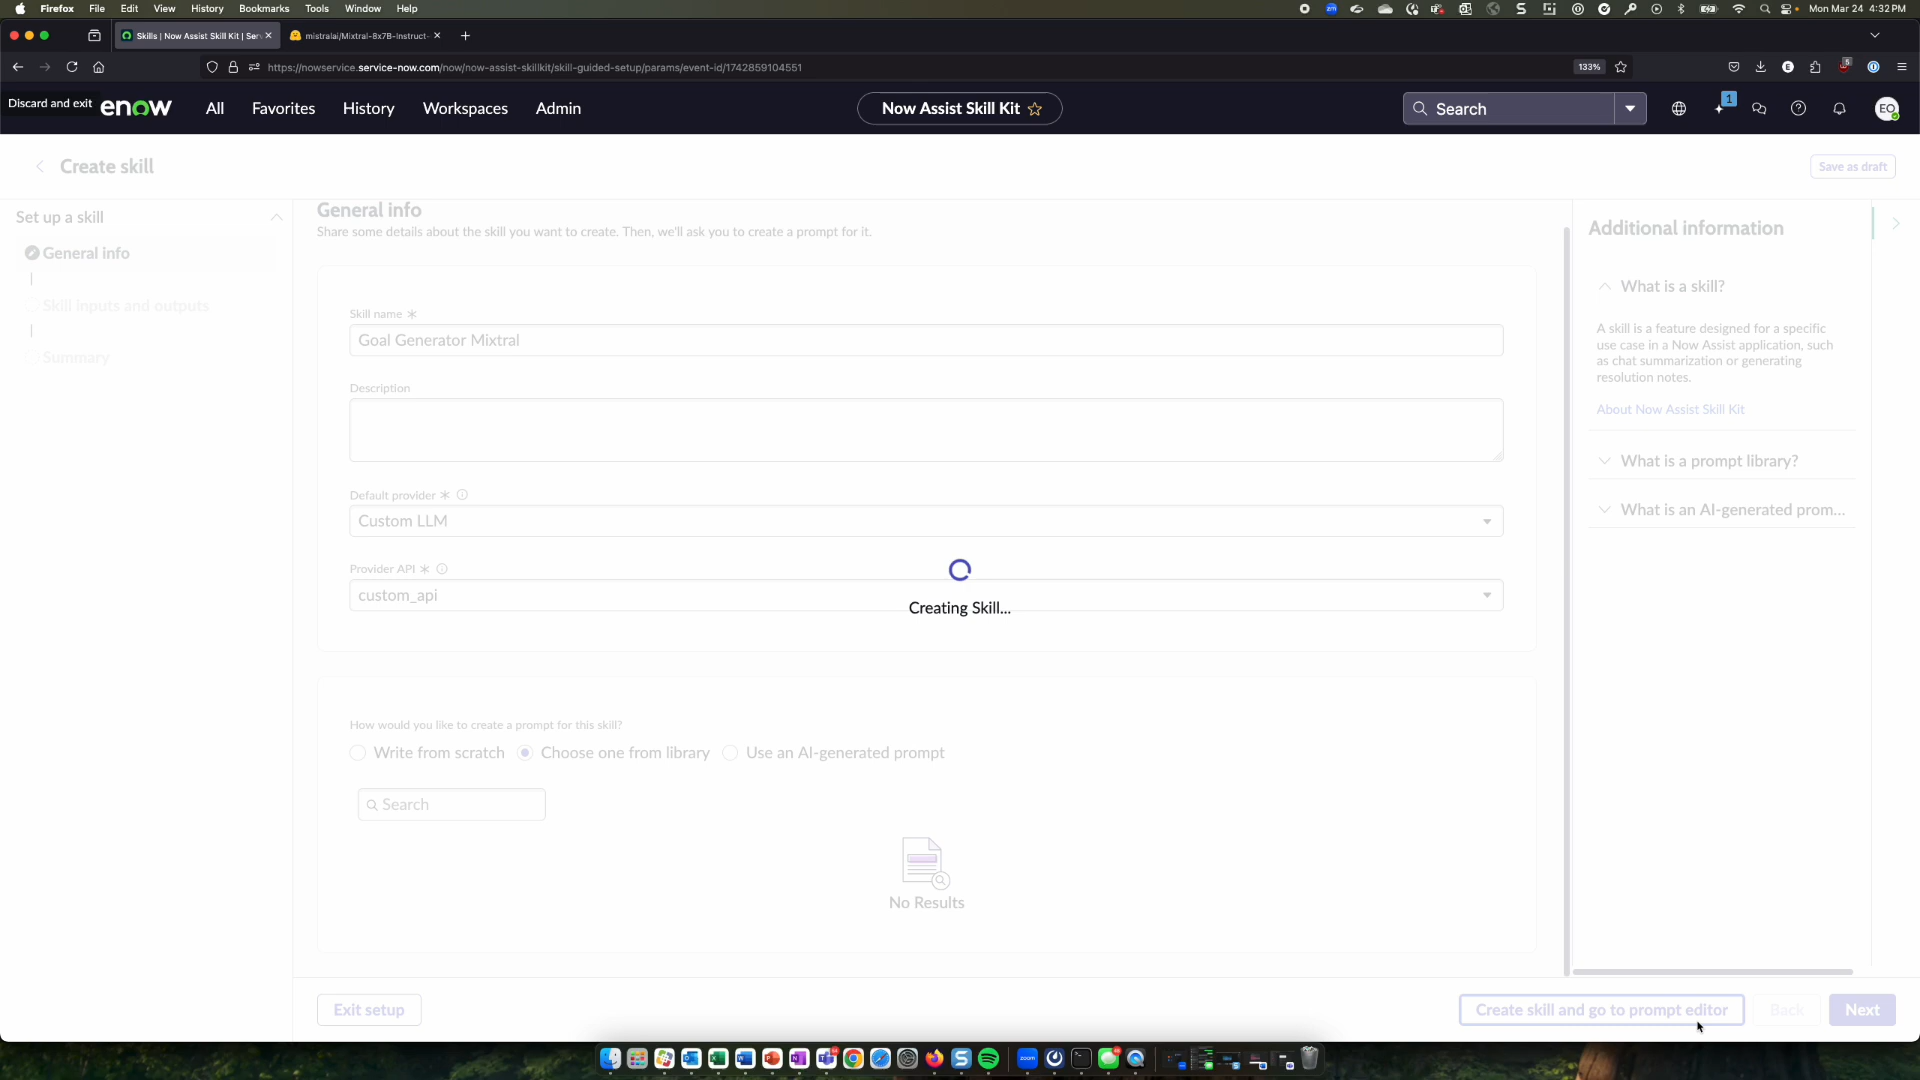 Firefox File Edit View History Bookmarks Tools Window Help
Mon Mar 24 4:32 PM
Skills | Now Assist Skill Kit | Ser
mistralai/Mixtral-8x7B-Instruct-
https://nowservice.service-now.com/now/now-assist-skillkit/skill-guided-setup/params/event-id/1742859104551
133%
5
Discard and exit
enow
All Favorites History Workspaces Admin
Now Assist Skill Kit
Search
1
EO
Create skill
Save as draft
Set up a skill
General info
Skill inputs and outputs
Summary
General info
Share some details about the skill you want to create. Then, we'll ask you to create a prompt for it.
Skill name *
Goal Generator Mixtral
Description
Default provider *
Custom LLM
Provider API *
custom_api
Creating Skill...
How would you like to create a prompt for this skill?
Write from scratch Choose one from library Use an AI-generated prompt
Search
No Results
Additional information
What is a skill?
A skill is a feature designed for a specific
use case in a Now Assist application, such
as chat summarization or generating
resolution notes.
About Now Assist Skill Kit
What is a prompt library?
What is an AI-generated prom...
Exit setup
Create skill and go to prompt editor
Back
Next
zoom